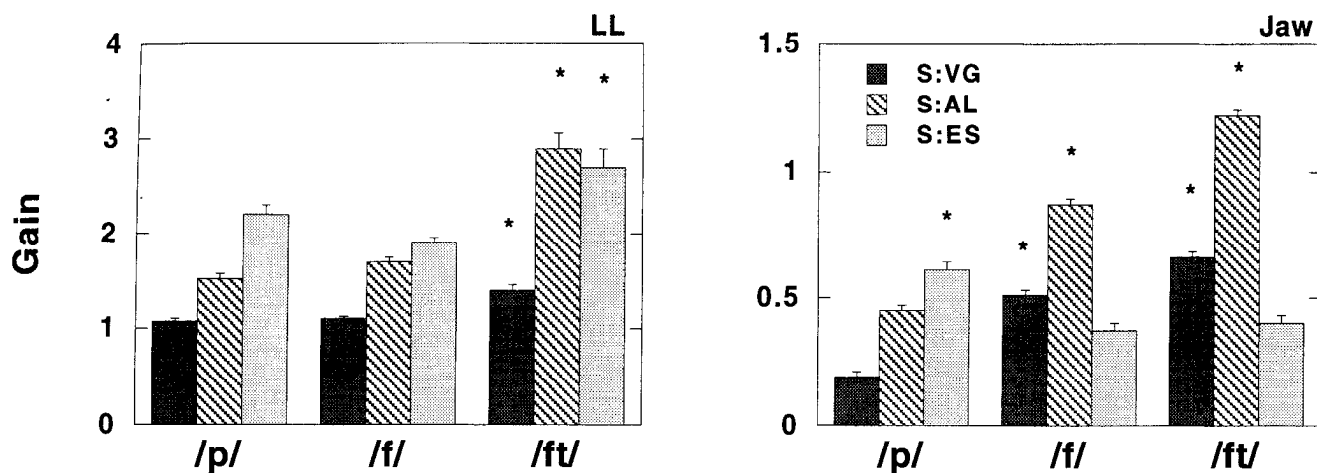 LL
4
3
2
1
0
Gain
* * *
/p/ /f/ /ft/
Jaw
1.5
1
0.5
0
S:VG
S:AL
S:ES
* * * * *
/p/ /f/ /ft/